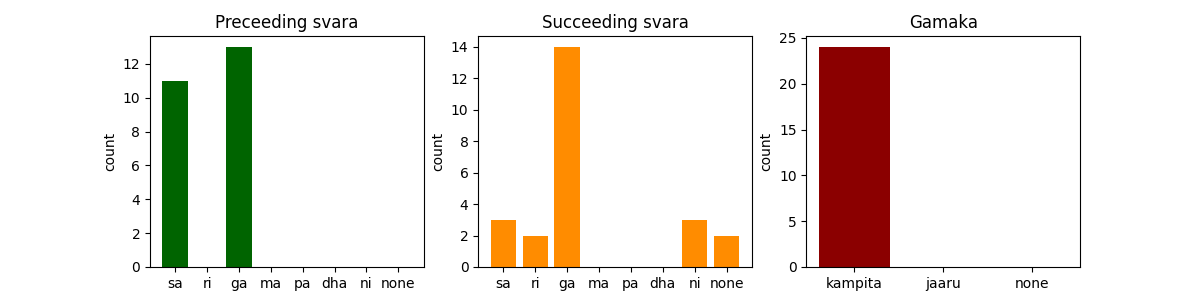 Preceeding svara
count
12
10
8
6
4
2
0
sa ri ga ma pa dha ni none
Succeeding svara
count
14
12
10
8
6
4
2
0
sa ri ga ma pa dha ni none
Gamaka
count
25
20
15
10
5
0
kampita jaaru none